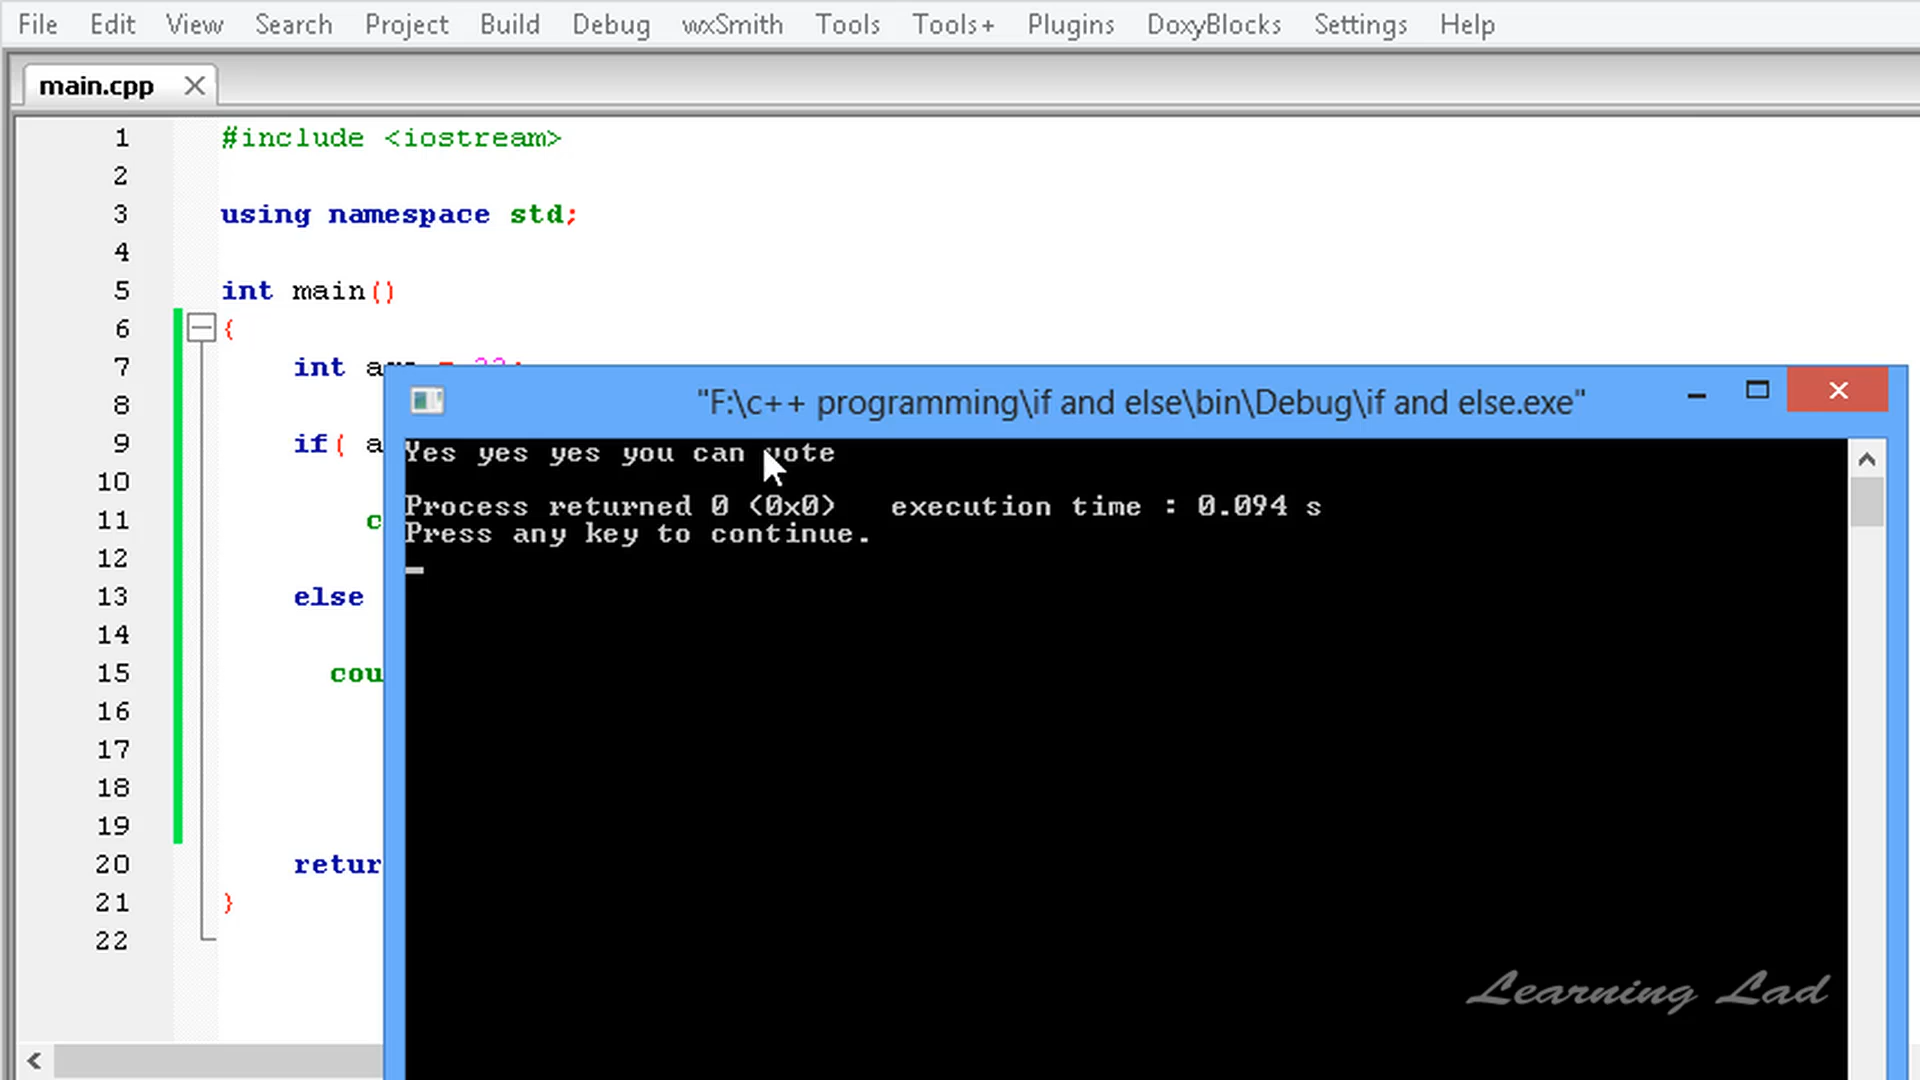 File Edit View Search Project Build Debug wxSmith Tools Tools+ Plugins DoxyBlocks Settings Help
main.cpp
1 #include <iostream>
2
3 using namespace std;
4
5 int main()
6 {
7 int
8
9 if(
10
11
12
13 else
14
15
16
17
18
19
20
21 }
22
"F:\c++ programming\if and else\bin\Debug\if and else.exe"
Yes yes yes you can vote
Process returned 0 (0x0) execution time : 0.094 s
Press any key to continue.
Learning Lad